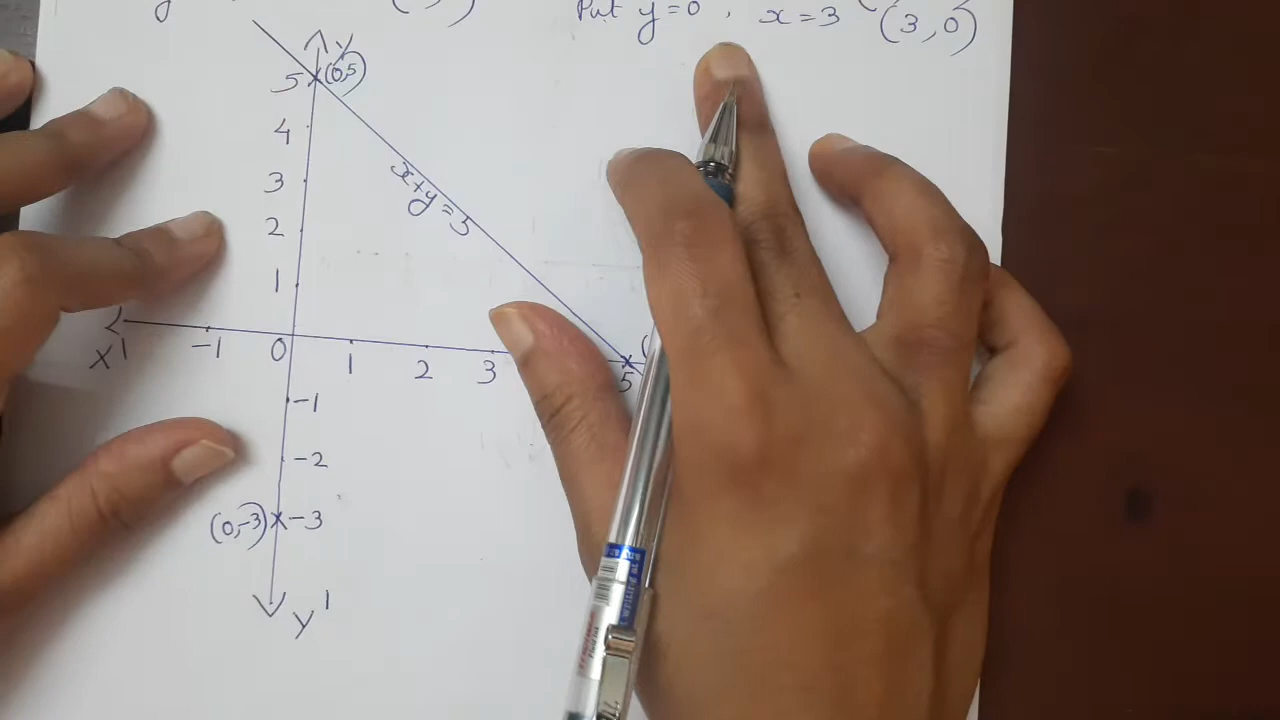 Put y=0, x=3 (3,0)
Y
5 (0,5)
4
3
2
1
x+y=5
X' -1 0 1 2 3 5
-1
-2
(0,-3) -3
Y'